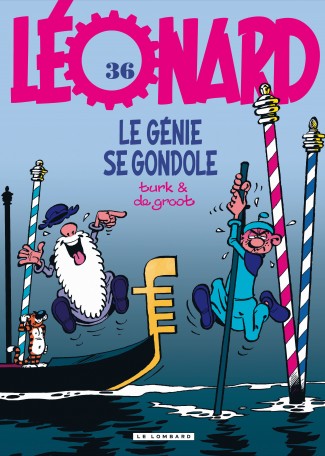 LÉONARD
36
LE GÉNIE
SE GONDOLE
turk &
de groot
LE LOMBARD